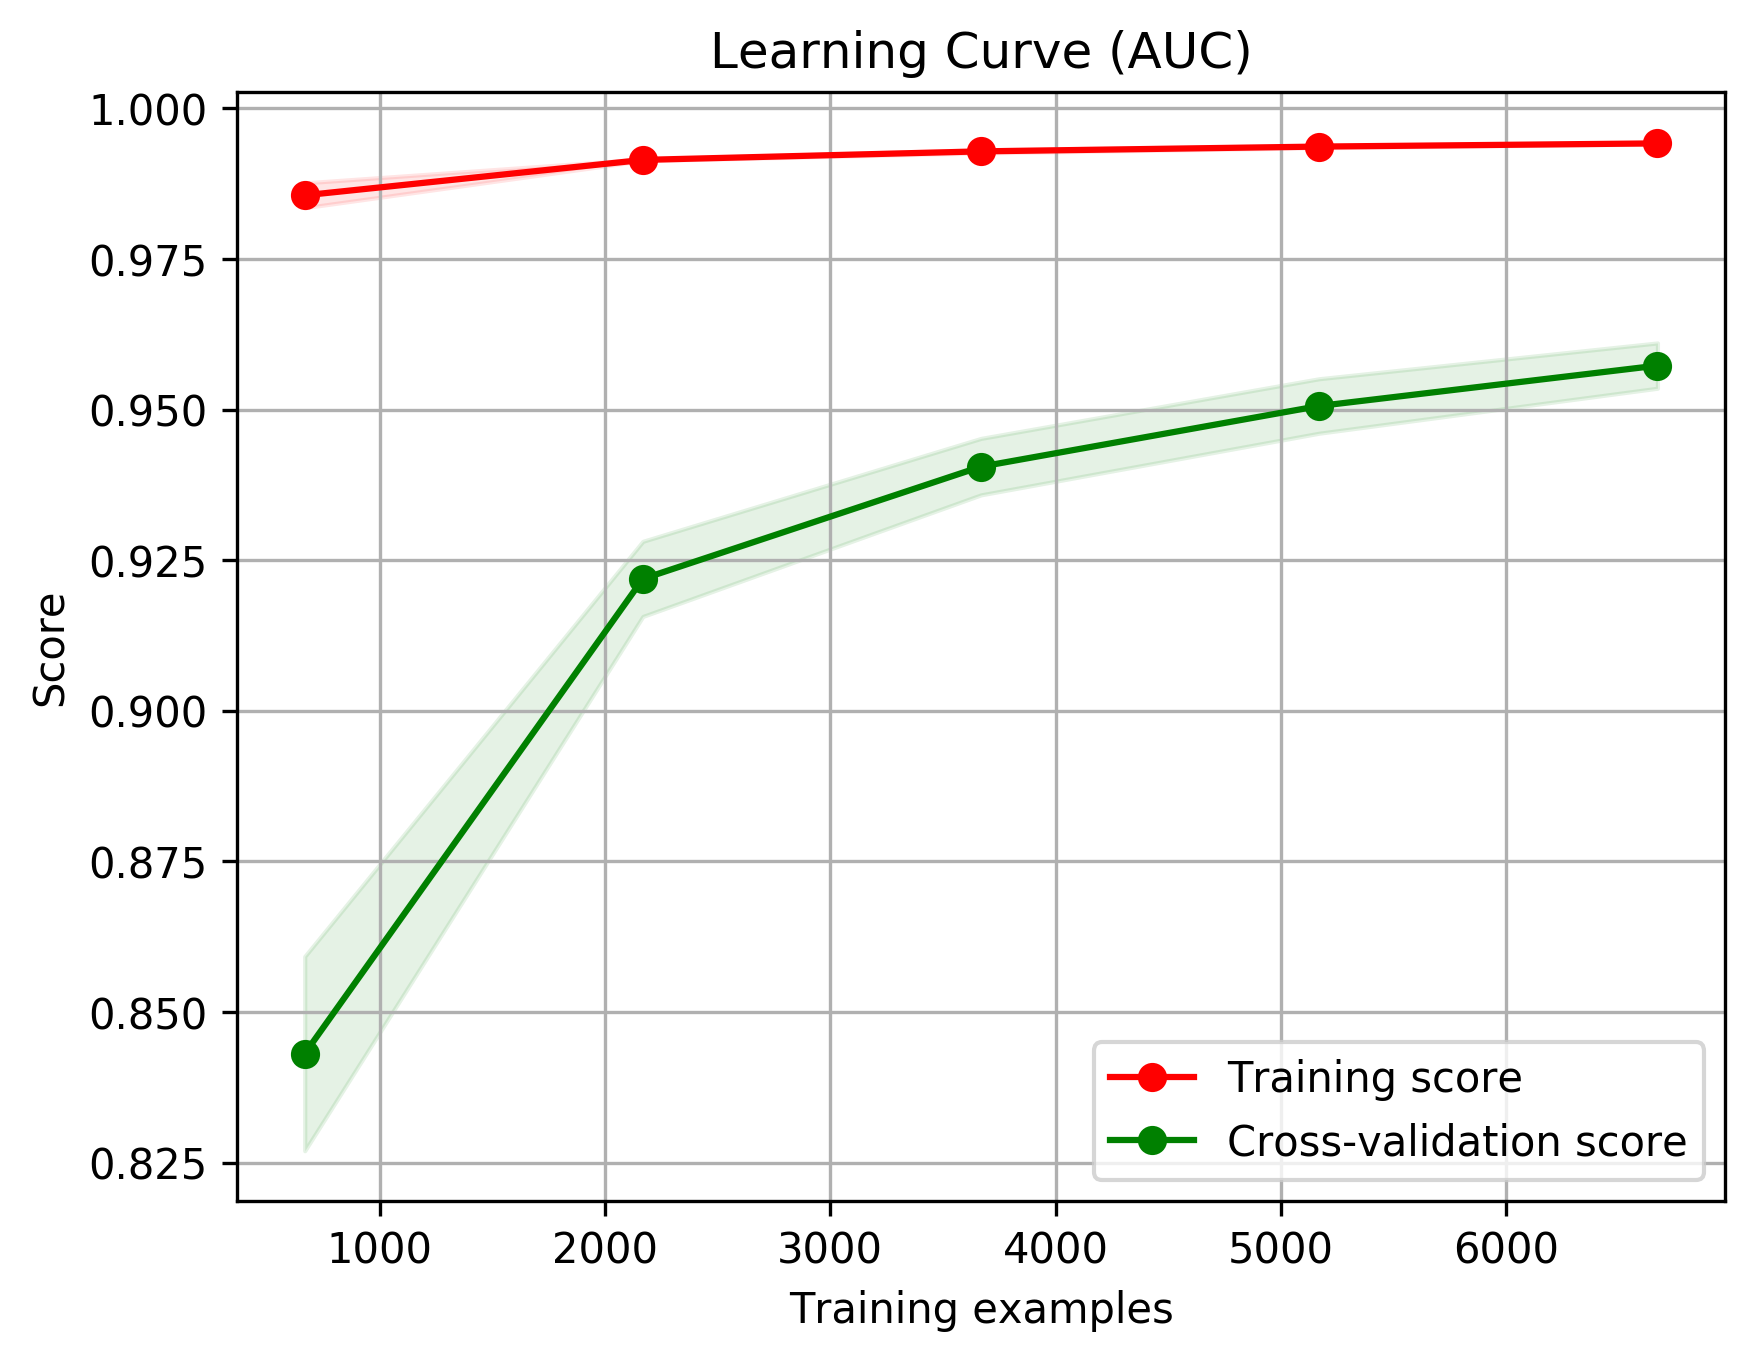 Learning Curve (AUC)
1.000
0.975
0.950
0.925
0.900
0.875
0.850
0.825
Score
Training score
Cross-validation score
1000 2000 3000 4000 5000 6000
Training examples